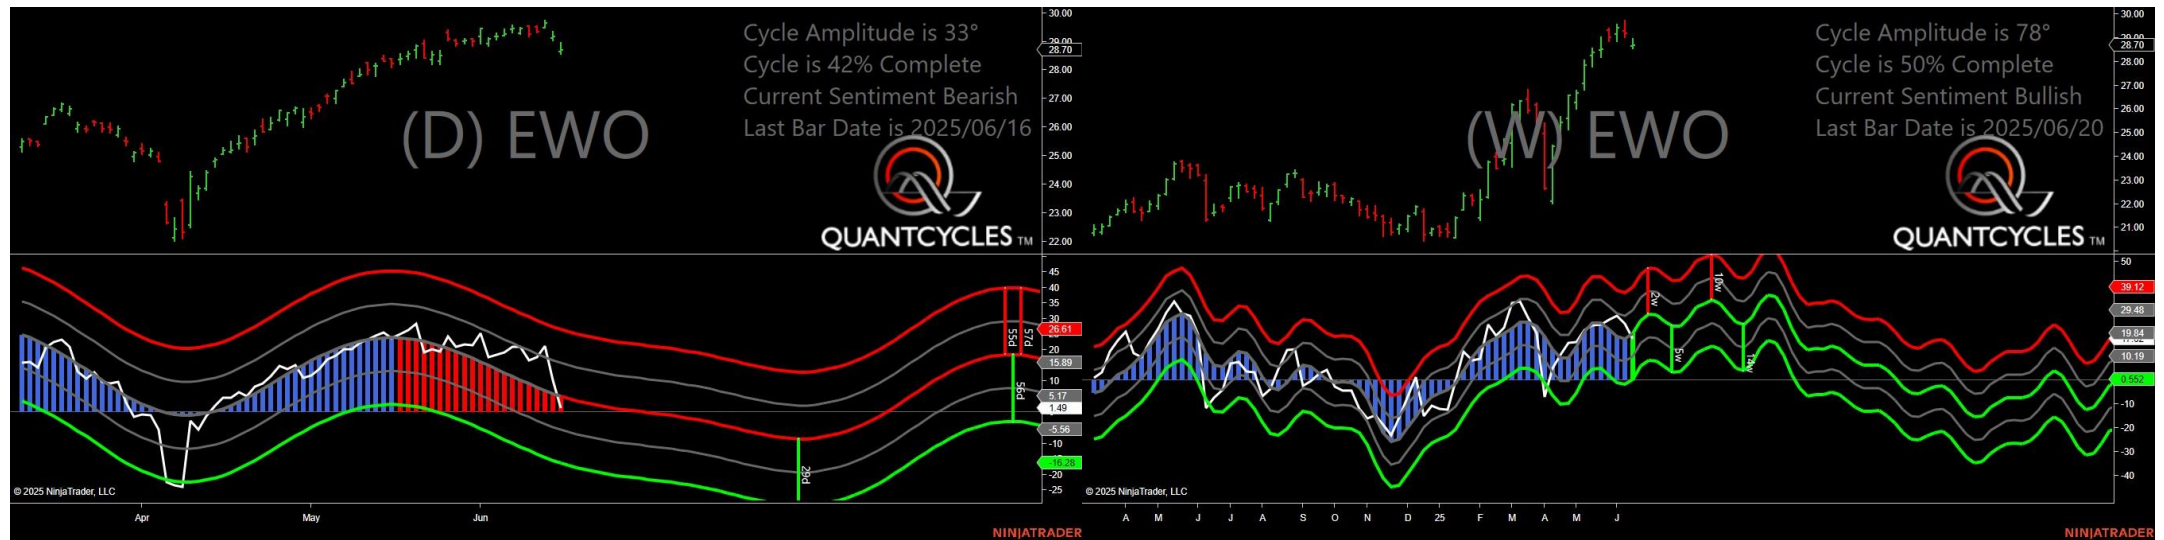 Cycle Amplitude is 33°
Cycle is 42% Complete
Current Sentiment Bearish
Last Bar Date is 2025/06/16
(D) EWO
QUANTCYCLES TM
30.00
29.00
28.70
28.00
27.00
26.00
25.00
24.00
23.00
22.00
45
40
35
30
26.61
20
15.89
10
5.17
1.49
-5.56
-10
-16.28
-20
-25
55d
57d
56d
29d
© 2025 NinjaTrader, LLC
Apr
May
Jun
NINJATRADER
Cycle Amplitude is 78°
Cycle is 50% Complete
Current Sentiment Bullish
Last Bar Date is 2025/06/20
(W) EWO
QUANTCYCLES TM
30.00
29.00
28.70
28.00
27.00
26.00
25.00
24.00
23.00
22.00
21.00
50
39.12
29.48
19.84
10.19
0.552
-10
-20
-30
-40
2w
10w
5w
14w
© 2025 NinjaTrader, LLC
A
M
J
J
A
S
O
N
D
25
F
M
A
M
J
NINJATRADER